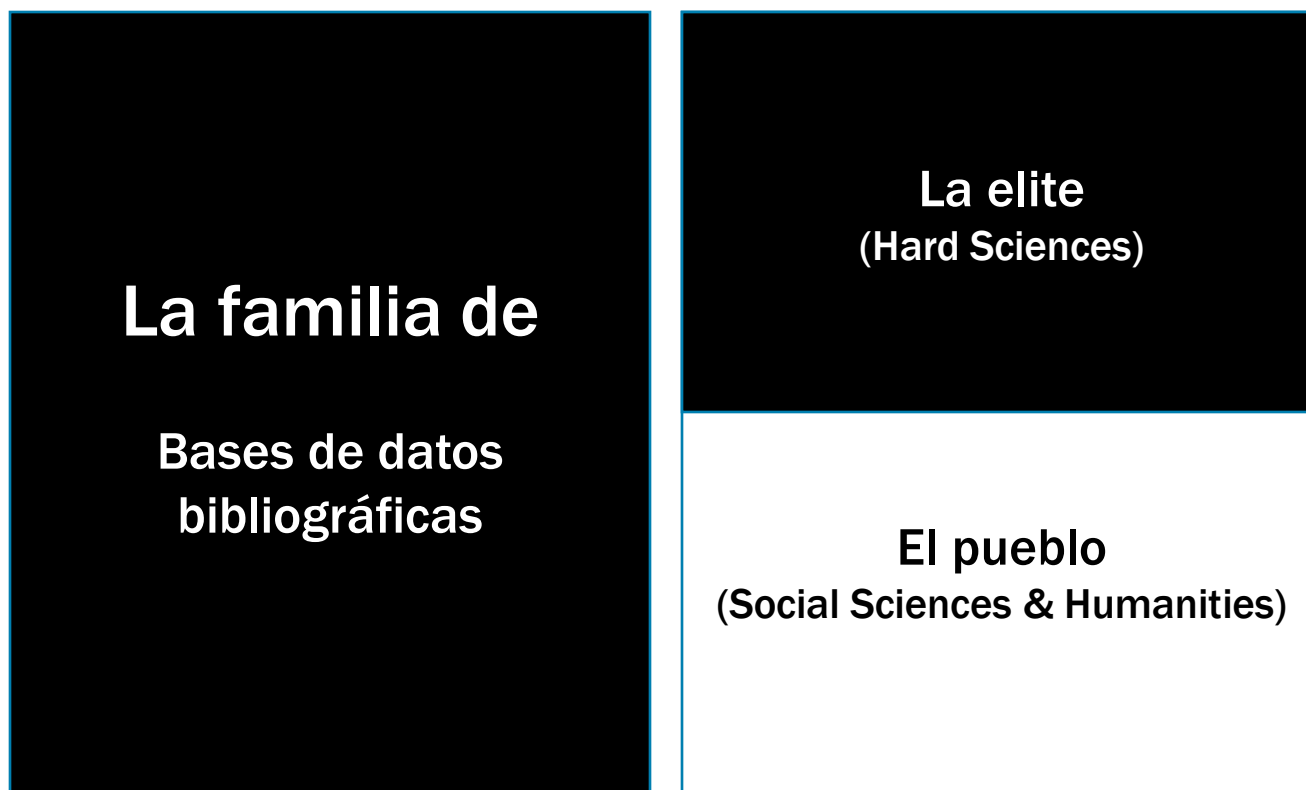 La familia de
Bases de datos
bibliográficas
La elite
(Hard Sciences)
El pueblo
(Social Sciences & Humanities)